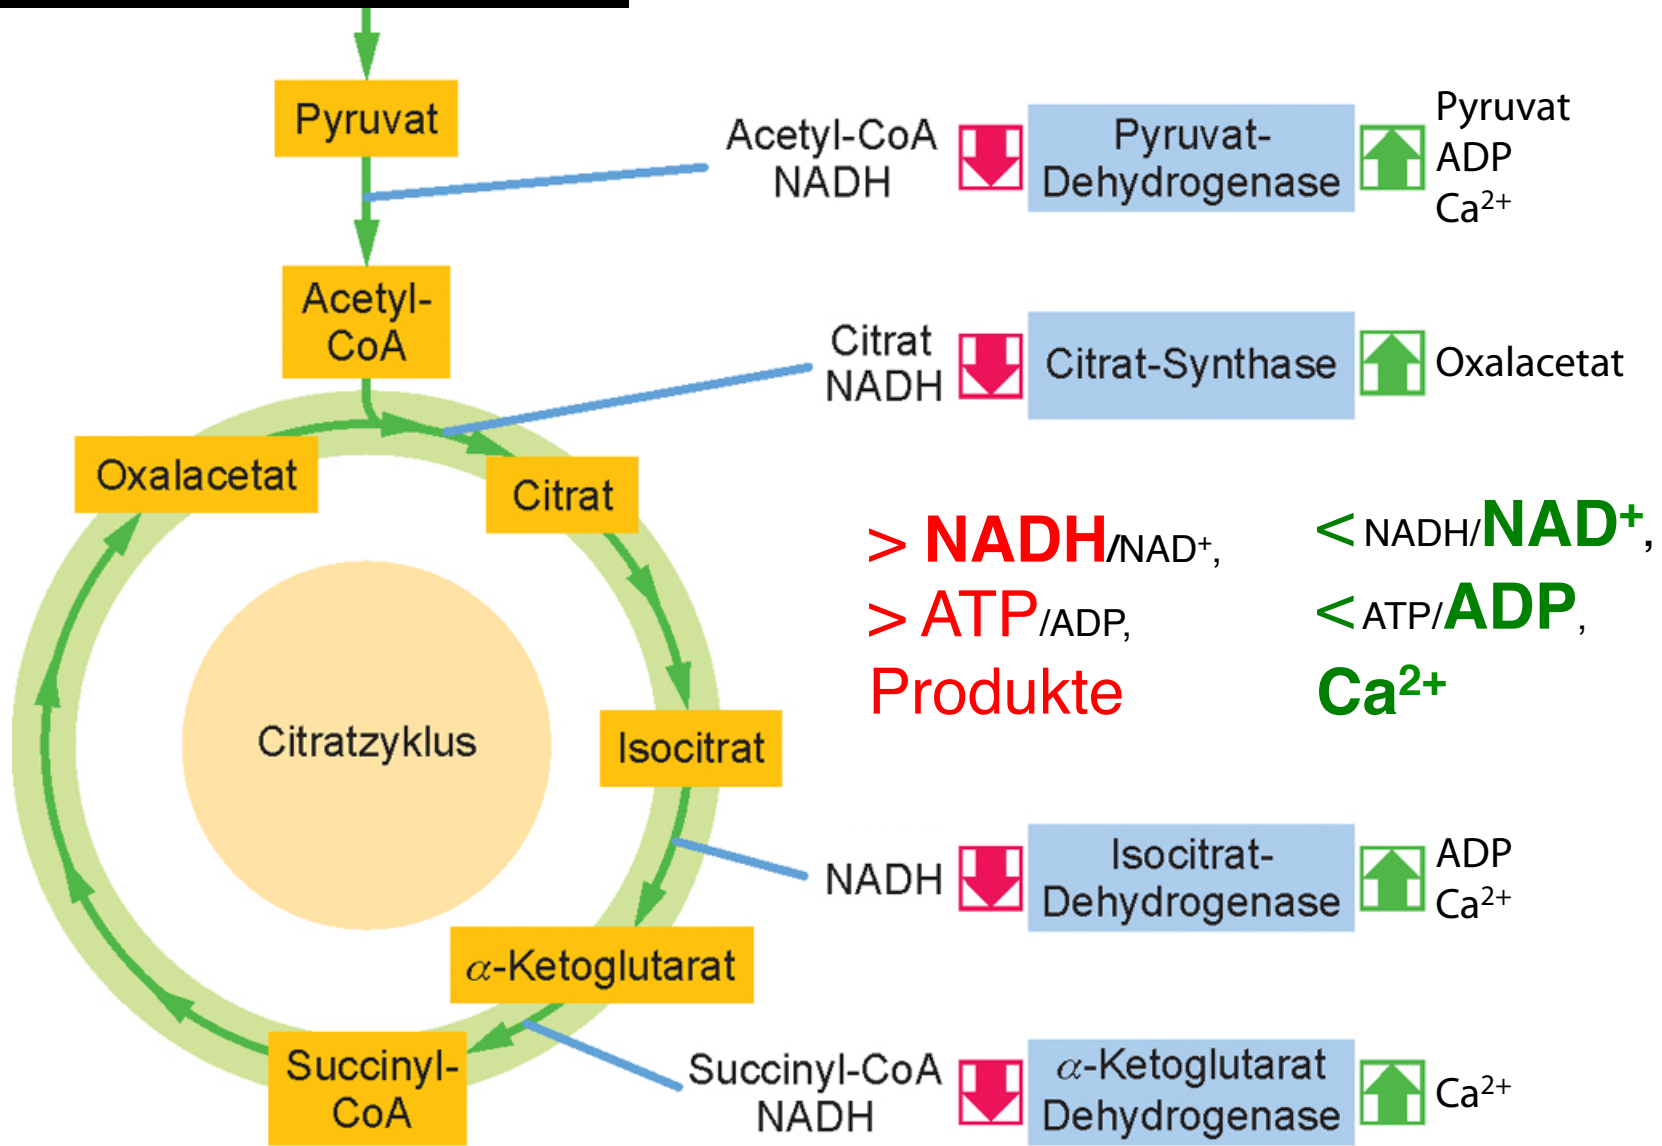 Pyruvat
Acetyl-CoA
NADH
Pyruvat-
Dehydrogenase
Pyruvat
ADP
Ca²⁺
Acetyl-
CoA
Citrat
NADH
Citrat-Synthase
Oxalacetat
Oxalacetat
Citrat
> NADH/NAD⁺,
> ATP/ADP,
Produkte
< NADH/NAD⁺,
< ATP/ADP,
Ca²⁺
Citratzyklus
Isocitrat
NADH
Isocitrat-
Dehydrogenase
ADP
Ca²⁺
α-Ketoglutarat
Succinyl-
CoA
Succinyl-CoA
NADH
α-Ketoglutarat
Dehydrogenase
Ca²⁺